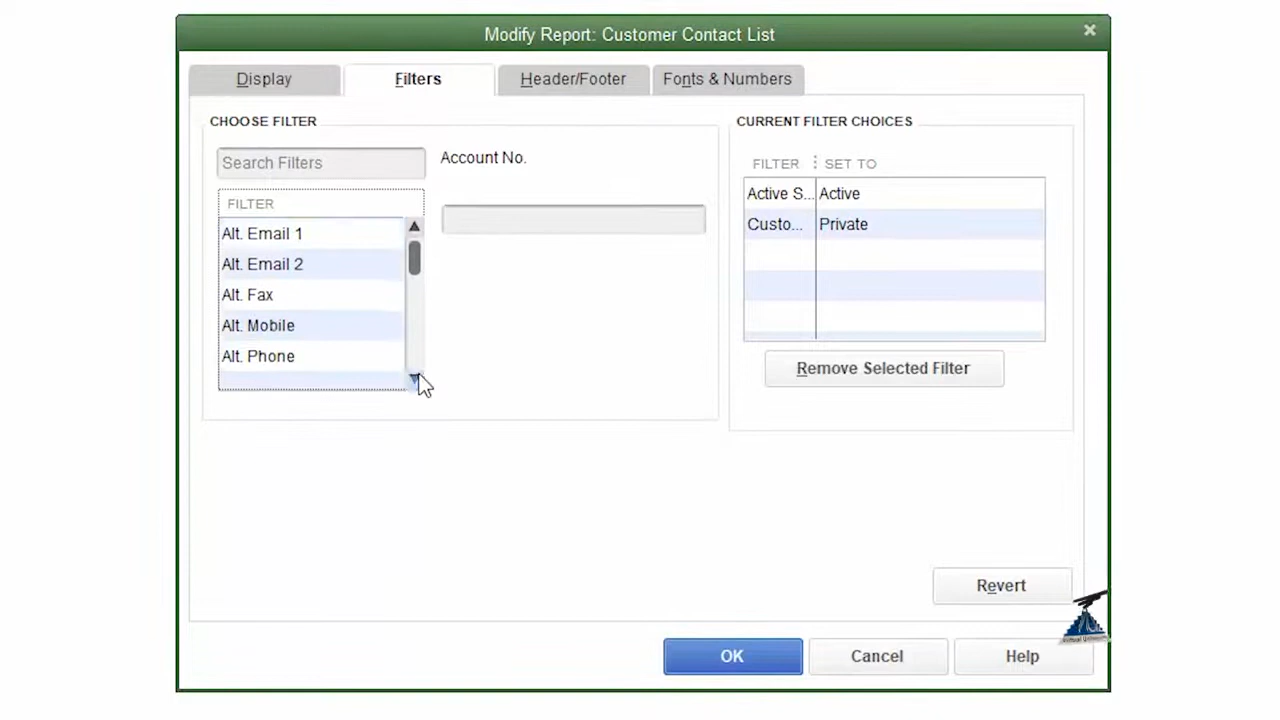 Modify Report: Customer Contact List
Display
Filters
Header/Footer
Fonts & Numbers
CHOOSE FILTER
Search Filters
Account No.
FILTER
Alt. Email 1
Alt. Email 2
Alt. Fax
Alt. Mobile
Alt. Phone
CURRENT FILTER CHOICES
FILTER SET TO
Active S... Active
Custo... Private
Remove Selected Filter
Revert
OK
Cancel
Help